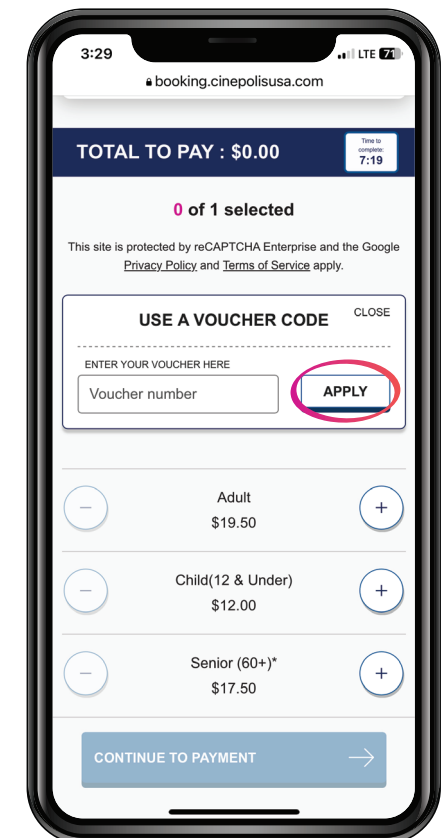 3:29
LTE 71
booking.cinepolisusa.com
TOTAL TO PAY : $0.00
Time to
complete:
7:19
0 of 1 selected
This site is protected by reCAPTCHA Enterprise and the Google
Privacy Policy and Terms of Service apply.
USE A VOUCHER CODE
CLOSE
ENTER YOUR VOUCHER HERE
Voucher number
APPLY
Adult
$19.50
−
+
Child(12 & Under)
$12.00
−
+
Senior (60+)*
$17.50
−
+
CONTINUE TO PAYMENT